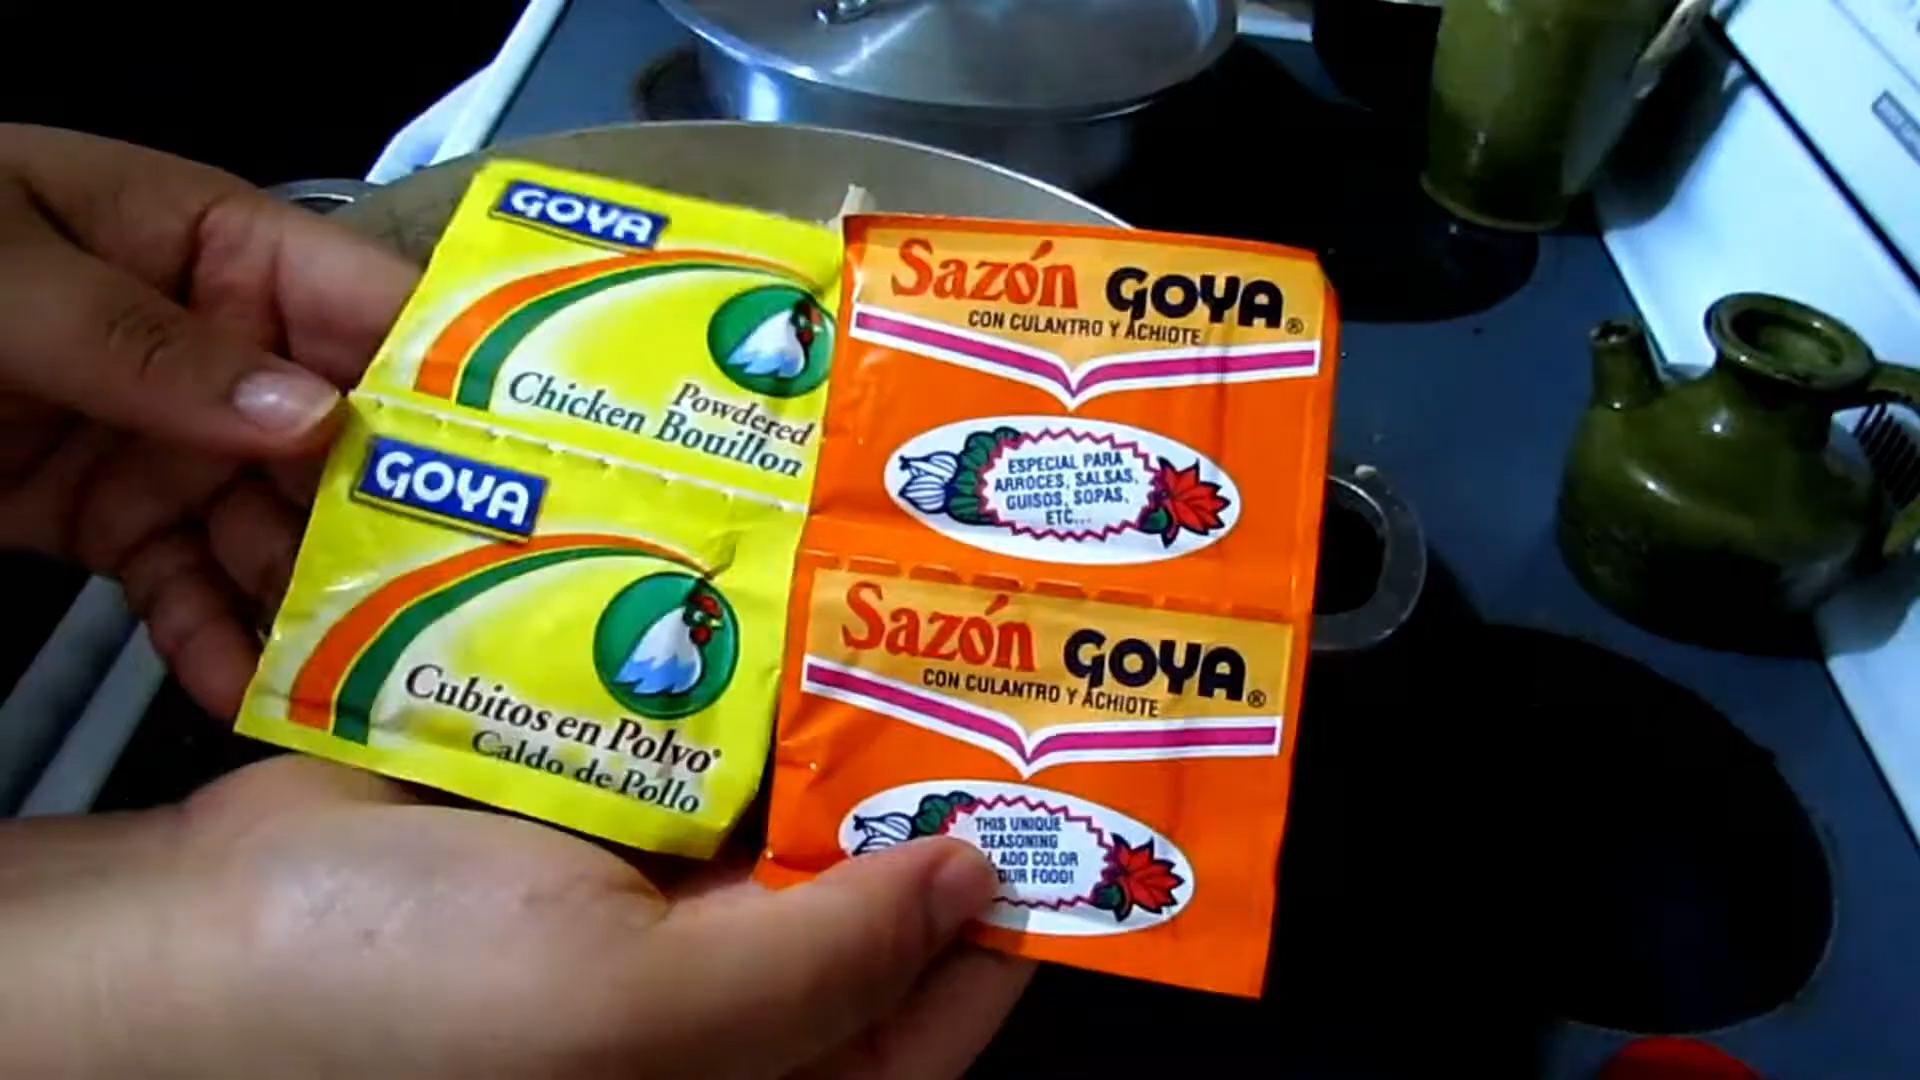 GOYA
Powdered
Chicken Bouillon
GOYA
Cubitos en Polvo®
Caldo de Pollo
Sazón GOYA®
CON CULANTRO Y ACHIOTE
ESPECIAL PARA
ARROCES, SALSAS,
GUISOS, SOPAS,
ETC...
Sazón GOYA®
CON CULANTRO Y ACHIOTE
THIS UNIQUE
SEASONING
ADD COLOR
FOOD!